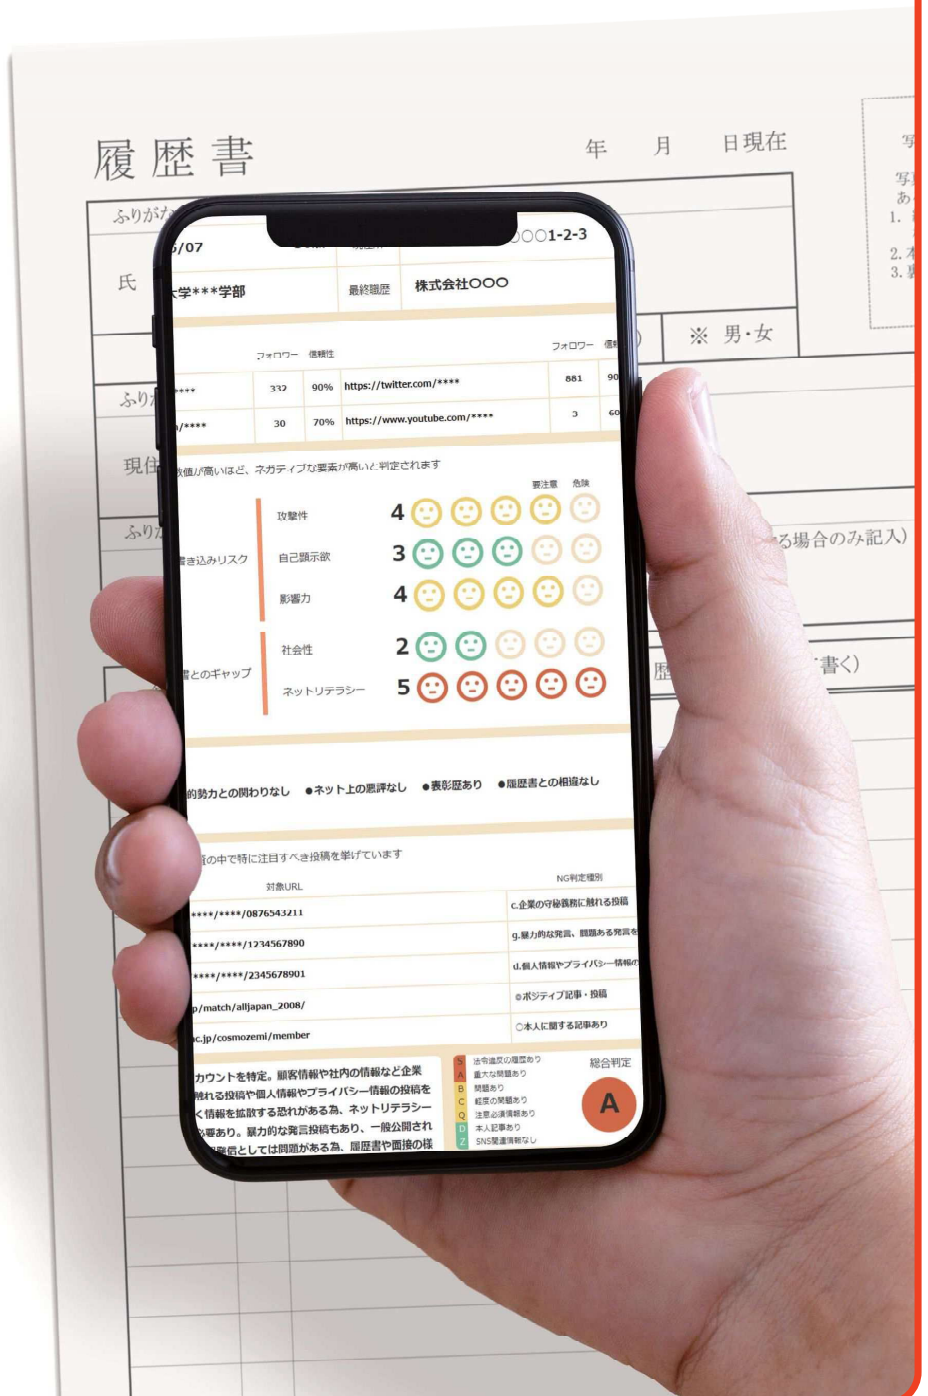 履歴書
年 月 日現在
ふりがな
氏
※ 男・女
現住
る場合のみ記入)
書く)
/07
1-2-3
大学***学部
最終職歴
株式会社○○○
フォロワー 信頼性
フォロワー
****
332
90%
https://twitter.com/****
881
/****
30
70%
https://www.youtube.com/****
数値が高いほど、ネガティブな要素が高いと判定されます
要注意 危険
書き込みリスク
攻撃性 4
自己顕示欲 3
影響力 4
書とのギャップ
社会性 2
ネットリテラシー 5
的勢力との関わりなし ●ネット上の悪評なし ●表彰歴あり ●履歴書との相違なし
の中で特に注目すべき投稿を挙げています
対象URL
NG判定種別
****/****/0876543211
c.企業の守秘義務に触れる投稿
****/****/1234567890
g.暴力的な発言、問題ある発言を
****/****/2345678901
d.個人情報やプライバシー情報の
p/match/alljapan_2008/
◎ポジティブ記事・投稿
ac.jp/cosmozemi/member
○本人に関する記事あり
カウントを特定。顧客情報や社内の情報など企業
触れる投稿や個人情報やプライバシー情報の投稿を
く情報を拡散する恐れがある為、ネットリテラシー
必要あり。暴力的な発言投稿もあり、一般公開され
発信としては問題がある為、履歴書や面接の様
S 法令違反の履歴あり
A 重大な問題あり
B 問題あり
C 軽度の問題あり
Q 注意必須情報あり
D 本人記事あり
Z SNS関連情報なし
総合判定
A